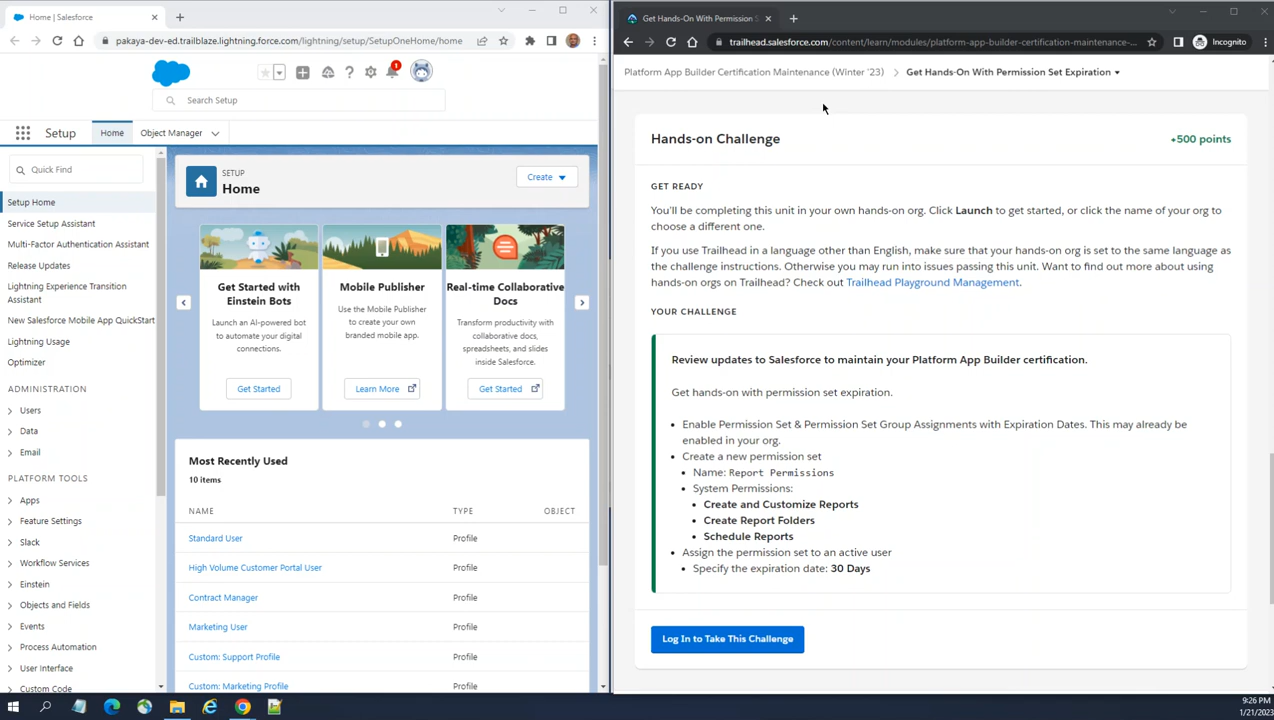 Home | Salesforce
pakaya-dev-ed.trailblaze.lightning.force.com/lightning/setup/SetupOneHome/home
1
Search Setup
Setup
Home
Object Manager
Quick Find
Setup Home
Service Setup Assistant
Multi-Factor Authentication Assistant
Release Updates
Lightning Experience Transition
Assistant
New Salesforce Mobile App QuickStart
Lightning Usage
Optimizer
ADMINISTRATION
Users
Data
Email
PLATFORM TOOLS
Apps
Feature Settings
Slack
Workflow Services
Einstein
Objects and Fields
Events
Process Automation
User Interface
Custom Code
SETUP
Home
Create
Get Started with
Einstein Bots
Launch an AI-powered bot
to automate your digital
connections.
Get Started
Mobile Publisher
Use the Mobile Publisher
to create your own
branded mobile app.
Learn More
Real-time Collaborative
Docs
Transform productivity with
collaborative docs,
spreadsheets, and slides
inside Salesforce.
Get Started
Most Recently Used
10 items
NAME TYPE OBJECT
Standard User Profile
High Volume Customer Portal User Profile
Contract Manager Profile
Marketing User Profile
Custom: Support Profile Profile
Custom: Marketing Profile Profile
Get Hands-On With Permission S
trailhead.salesforce.com/content/learn/modules/platform-app-builder-certification-maintenance-...
Incognito
Platform App Builder Certification Maintenance (Winter '23) > Get Hands-On With Permission Set Expiration
Hands-on Challenge
+500 points
GET READY
You'll be completing this unit in your own hands-on org. Click Launch to get started, or click the name of your org to
choose a different one.
If you use Trailhead in a language other than English, make sure that your hands-on org is set to the same language as
the challenge instructions. Otherwise you may run into issues passing this unit. Want to find out more about using
hands-on orgs on Trailhead? Check out Trailhead Playground Management.
YOUR CHALLENGE
Review updates to Salesforce to maintain your Platform App Builder certification.
Get hands-on with permission set expiration.
• Enable Permission Set & Permission Set Group Assignments with Expiration Dates. This may already be
enabled in your org.
• Create a new permission set
• Name: Report Permissions
• System Permissions:
• Create and Customize Reports
• Create Report Folders
• Schedule Reports
• Assign the permission set to an active user
• Specify the expiration date: 30 Days
Log In to Take This Challenge
9:26 PM
1/21/2023